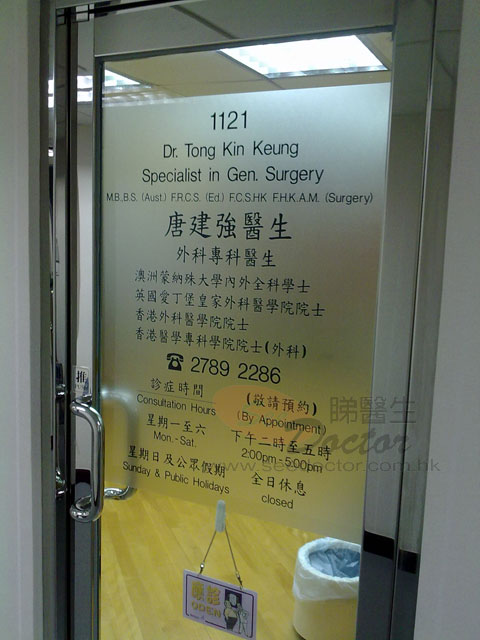 1121
Dr. Tong Kin Keung
Specialist in Gen. Surgery
M.B.,B.S. (Aust.) F.R.C.S. (Ed.) F.C.S.HK F.H.K.A.M. (Surgery)
唐建強醫生
外科專科醫生
澳洲蒙納殊大學內外全科學士
英國愛丁堡皇家外科醫學院院士
香港外科醫學院院士
香港醫學專科學院院士(外科)
☎ 2789 2286
診症時間 (敬請預約)
Consultation Hours (By Appointment)
星期一至六 下午二時至五時
Mon. - Sat. 2:00pm - 5:00pm
星期日及公眾假期 全日休息
Sunday & Public Holidays closed
睇醫生
Doctor
www.seedoctor.com.hk
推
應診
OPEN